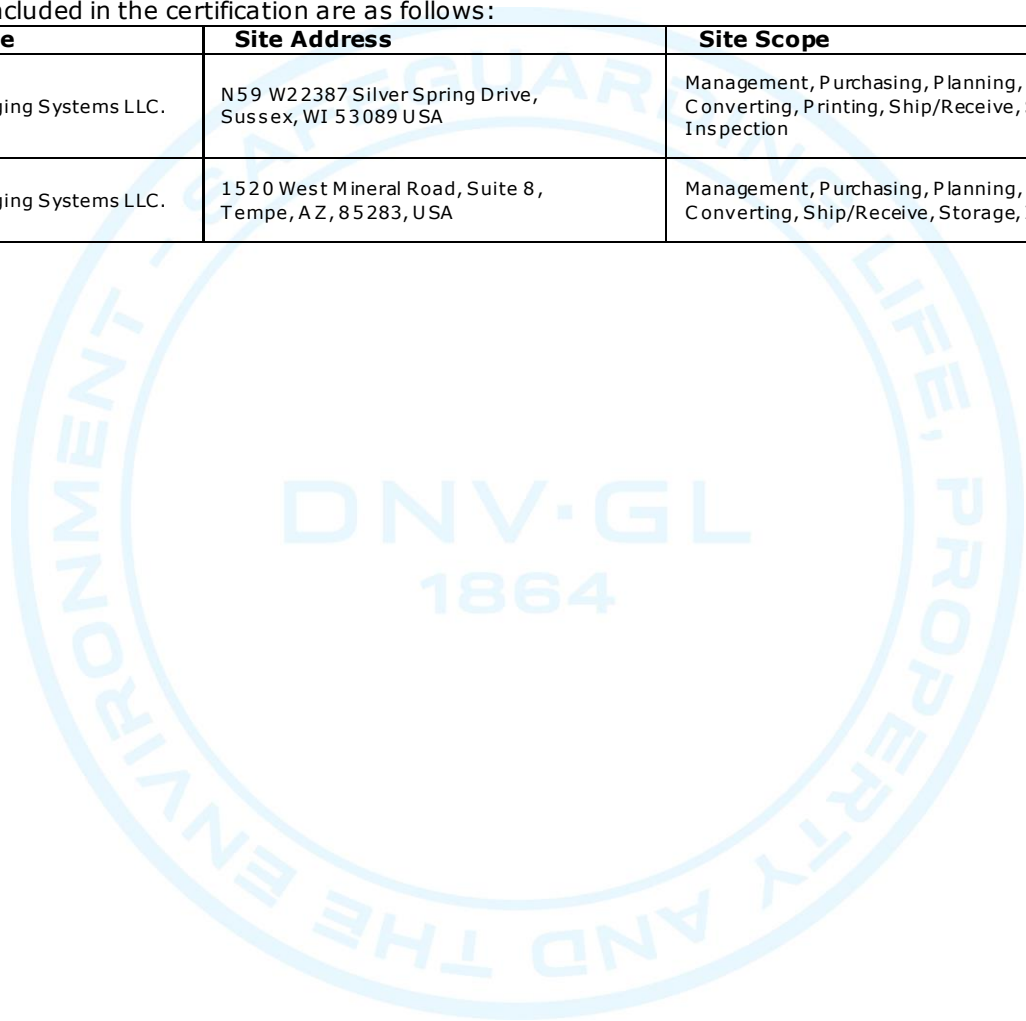 ncluded in the certification are as follows:
e Site Address Site Scope
ging Systems LLC. N59 W22387 Silver Spring Drive,
Sussex, WI 53089 USA Management, Purchasing, Planning,
Converting, Printing, Ship/Receive,
Inspection
ging Systems LLC. 1520 West Mineral Road, Suite 8,
Tempe, AZ, 85283, USA Management, Purchasing, Planning,
Converting, Ship/Receive, Storage,
DNV·GL
1864
SAFEGUARDING LIFE, PROPERTY AND THE ENVIRONMENT -